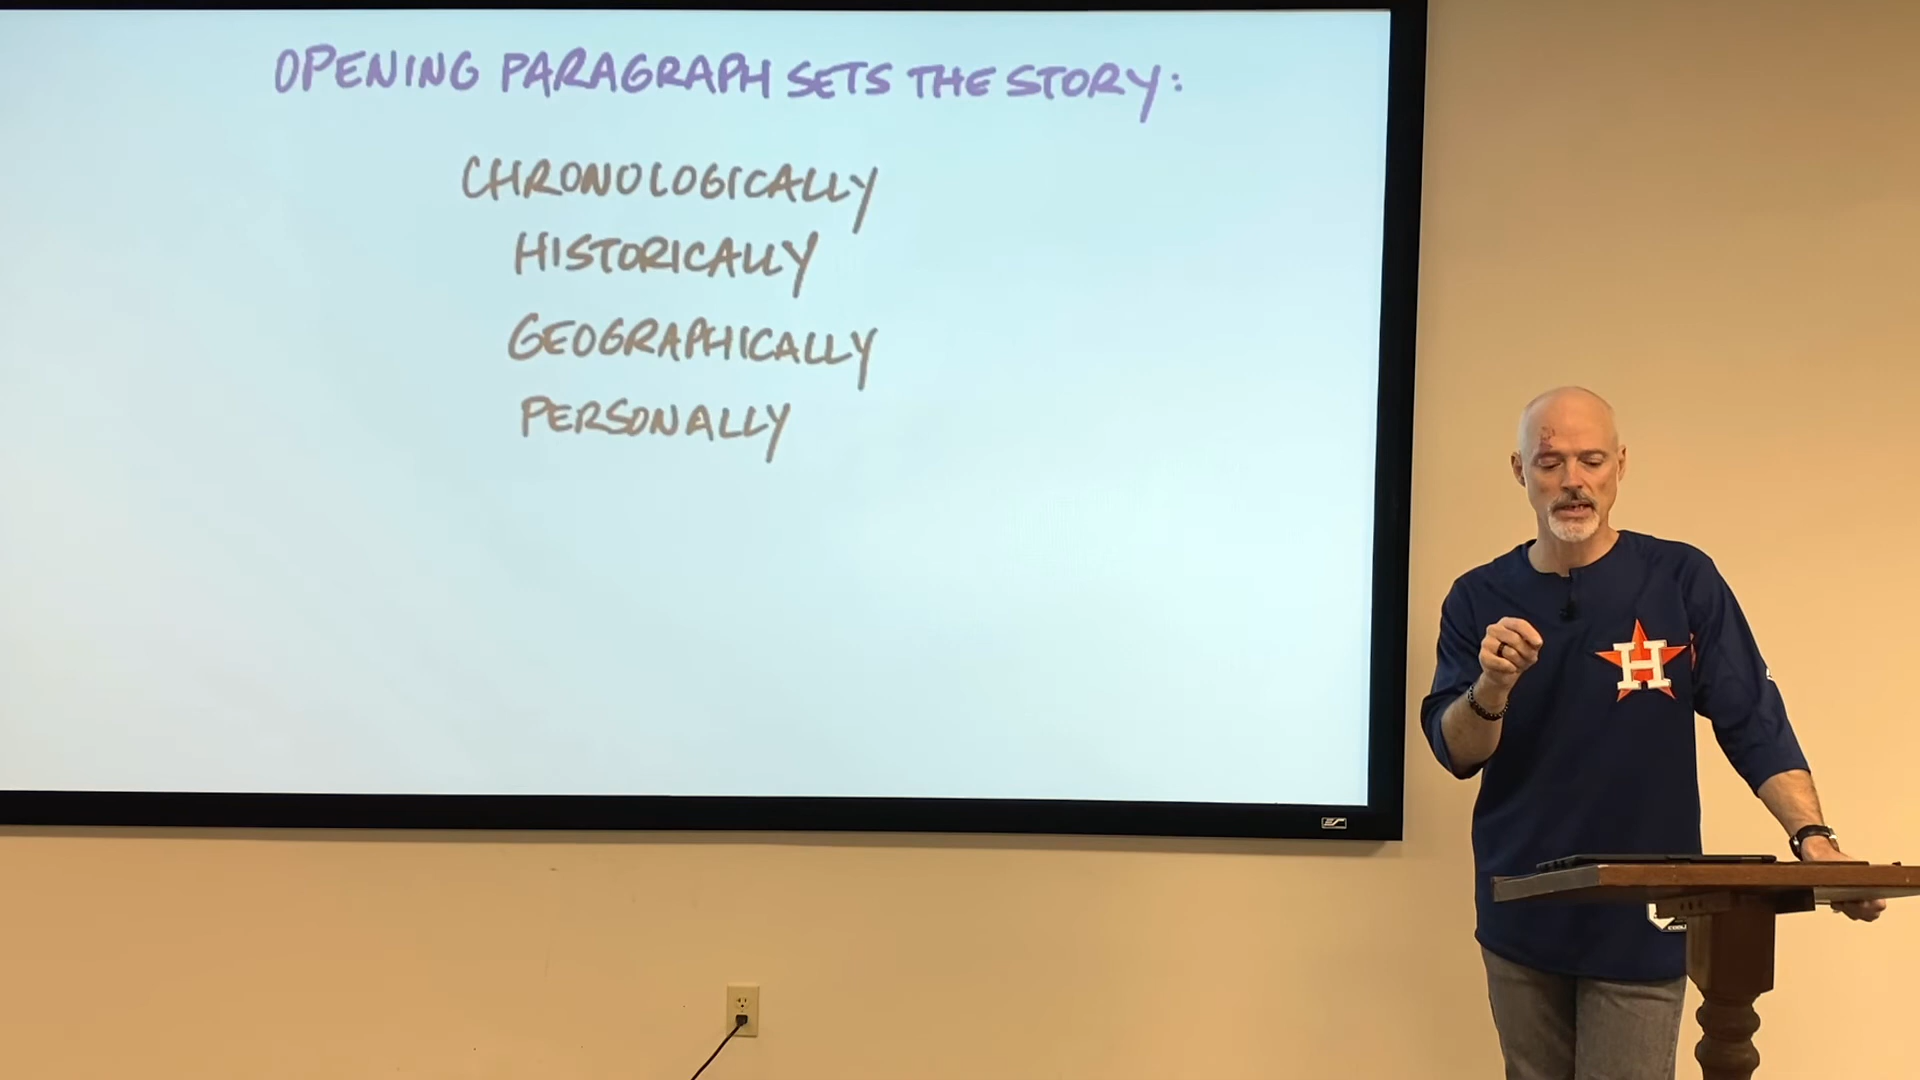 OPENING PARAGRAPH SETS THE STORY:
CHRONOLOGICALLY
HISTORICALLY
GEOGRAPHICALLY
PERSONALLY
H